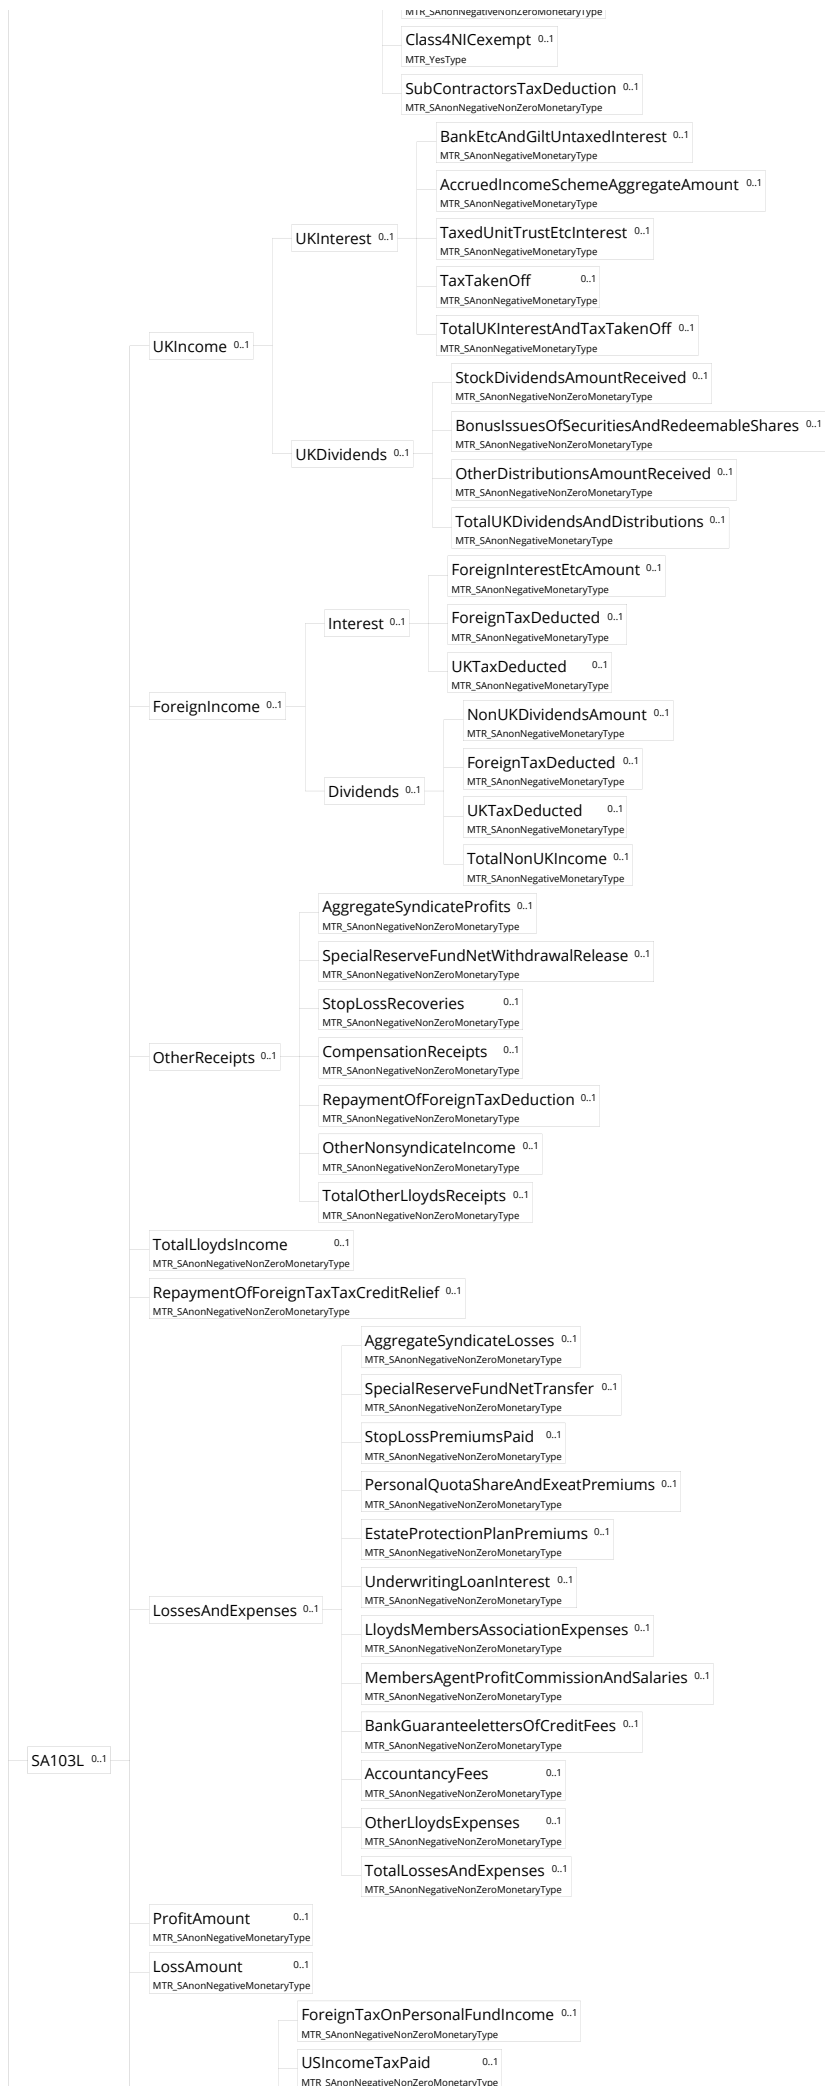 MTR_SAnonNegativeNonZeroMonetaryType
Class4NICexempt 0..1
MTR_YesType
SubContractorsTaxDeduction 0..1
MTR_SAnonNegativeNonZeroMonetaryType
BankEtcAndGiltUntaxedInterest 0..1
MTR_SAnonNegativeMonetaryType
AccruedIncomeSchemeAggregateAmount 0..1
MTR_SAnonNegativeMonetaryType
UKInterest 0..1
TaxedUnitTrustEtcInterest 0..1
MTR_SAnonNegativeMonetaryType
TaxTakenOff 0..1
MTR_SAnonNegativeMonetaryType
TotalUKInterestAndTaxTakenOff 0..1
MTR_SAnonNegativeMonetaryType
UKIncome 0..1
StockDividendsAmountReceived 0..1
MTR_SAnonNegativeNonZeroMonetaryType
BonusIssuesOfSecuritiesAndRedeemableShares 0..1
MTR_SAnonNegativeNonZeroMonetaryType
UKDividends 0..1
OtherDistributionsAmountReceived 0..1
MTR_SAnonNegativeNonZeroMonetaryType
TotalUKDividendsAndDistributions 0..1
MTR_SAnonNegativeMonetaryType
ForeignInterestEtcAmount 0..1
MTR_SAnonNegativeMonetaryType
Interest 0..1
ForeignTaxDeducted 0..1
MTR_SAnonNegativeMonetaryType
UKTaxDeducted 0..1
MTR_SAnonNegativeMonetaryType
ForeignIncome 0..1
NonUKDividendsAmount 0..1
MTR_SAnonNegativeMonetaryType
ForeignTaxDeducted 0..1
MTR_SAnonNegativeMonetaryType
Dividends 0..1
UKTaxDeducted 0..1
MTR_SAnonNegativeMonetaryType
TotalNonUKIncome 0..1
MTR_SAnonNegativeMonetaryType
AggregateSyndicateProfits 0..1
MTR_SAnonNegativeNonZeroMonetaryType
SpecialReserveFundNetWithdrawalRelease 0..1
MTR_SAnonNegativeNonZeroMonetaryType
StopLossRecoveries 0..1
MTR_SAnonNegativeNonZeroMonetaryType
OtherReceipts 0..1
CompensationReceipts 0..1
MTR_SAnonNegativeNonZeroMonetaryType
RepaymentOfForeignTaxDeduction 0..1
MTR_SAnonNegativeNonZeroMonetaryType
OtherNonsyndicateIncome 0..1
MTR_SAnonNegativeNonZeroMonetaryType
TotalOtherLloydsReceipts 0..1
MTR_SAnonNegativeNonZeroMonetaryType
TotalLloydsIncome 0..1
MTR_SAnonNegativeNonZeroMonetaryType
RepaymentOfForeignTaxTaxCreditRelief 0..1
MTR_SAnonNegativeNonZeroMonetaryType
AggregateSyndicateLosses 0..1
MTR_SAnonNegativeNonZeroMonetaryType
SpecialReserveFundNetTransfer 0..1
MTR_SAnonNegativeNonZeroMonetaryType
StopLossPremiumsPaid 0..1
MTR_SAnonNegativeNonZeroMonetaryType
PersonalQuotaShareAndExeatPremiums 0..1
MTR_SAnonNegativeNonZeroMonetaryType
EstateProtectionPlanPremiums 0..1
MTR_SAnonNegativeNonZeroMonetaryType
UnderwritingLoanInterest 0..1
MTR_SAnonNegativeNonZeroMonetaryType
LossesAndExpenses 0..1
LloydsMembersAssociationExpenses 0..1
MTR_SAnonNegativeNonZeroMonetaryType
MembersAgentProfitCommissionAndSalaries 0..1
MTR_SAnonNegativeNonZeroMonetaryType
BankGuaranteelettersOfCreditFees 0..1
MTR_SAnonNegativeNonZeroMonetaryType
SA103L 0..1
AccountancyFees 0..1
MTR_SAnonNegativeNonZeroMonetaryType
OtherLloydsExpenses 0..1
MTR_SAnonNegativeNonZeroMonetaryType
TotalLossesAndExpenses 0..1
MTR_SAnonNegativeNonZeroMonetaryType
ProfitAmount 0..1
MTR_SAnonNegativeMonetaryType
LossAmount 0..1
MTR_SAnonNegativeMonetaryType
ForeignTaxOnPersonalFundIncome 0..1
MTR_SAnonNegativeNonZeroMonetaryType
USIncomeTaxPaid 0..1
MTR_SAnonNegativeNonZeroMonetaryType